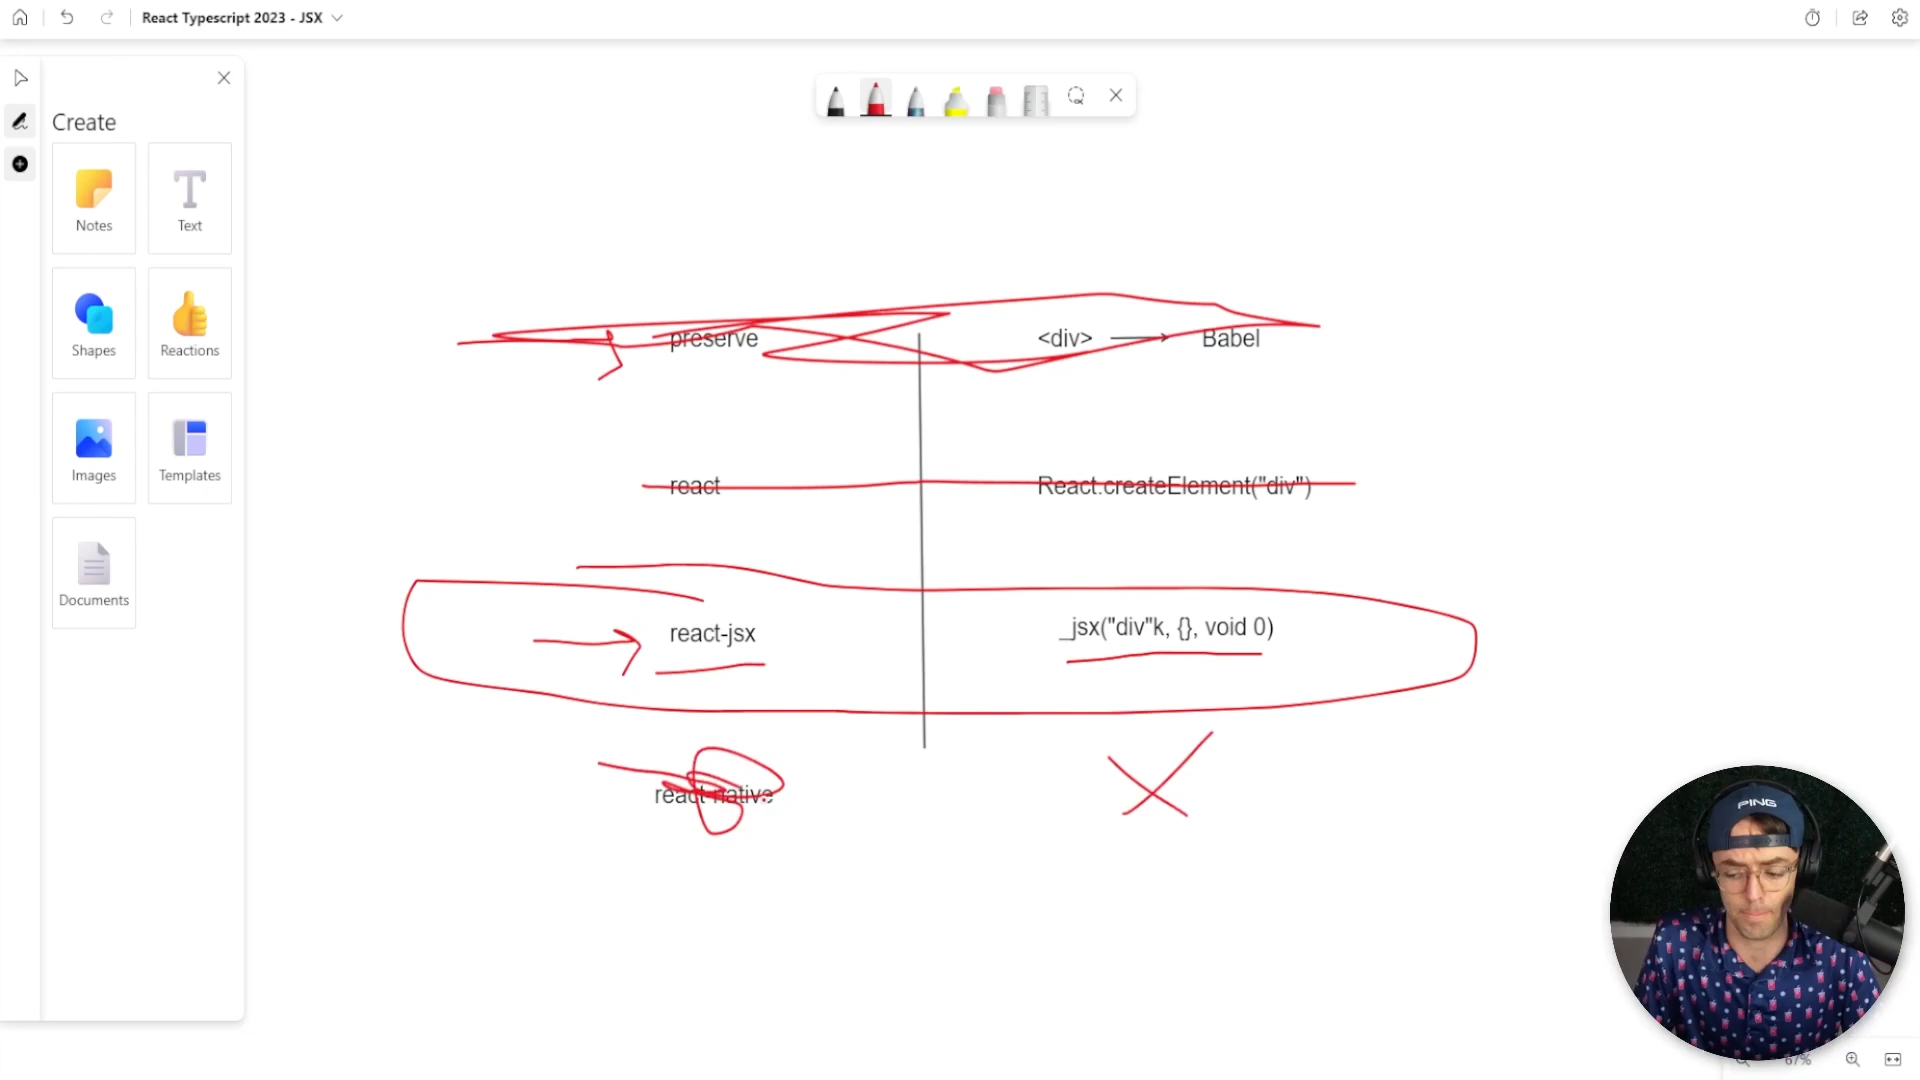 React Typescript 2023 - JSX
Create
Notes
Text
Shapes
Reactions
Images
Templates
Documents
preserve
<div> Babel
react
React.createElement("div")
react-jsx
_jsx("div"k, {}, void 0)
react-native
PING
67%